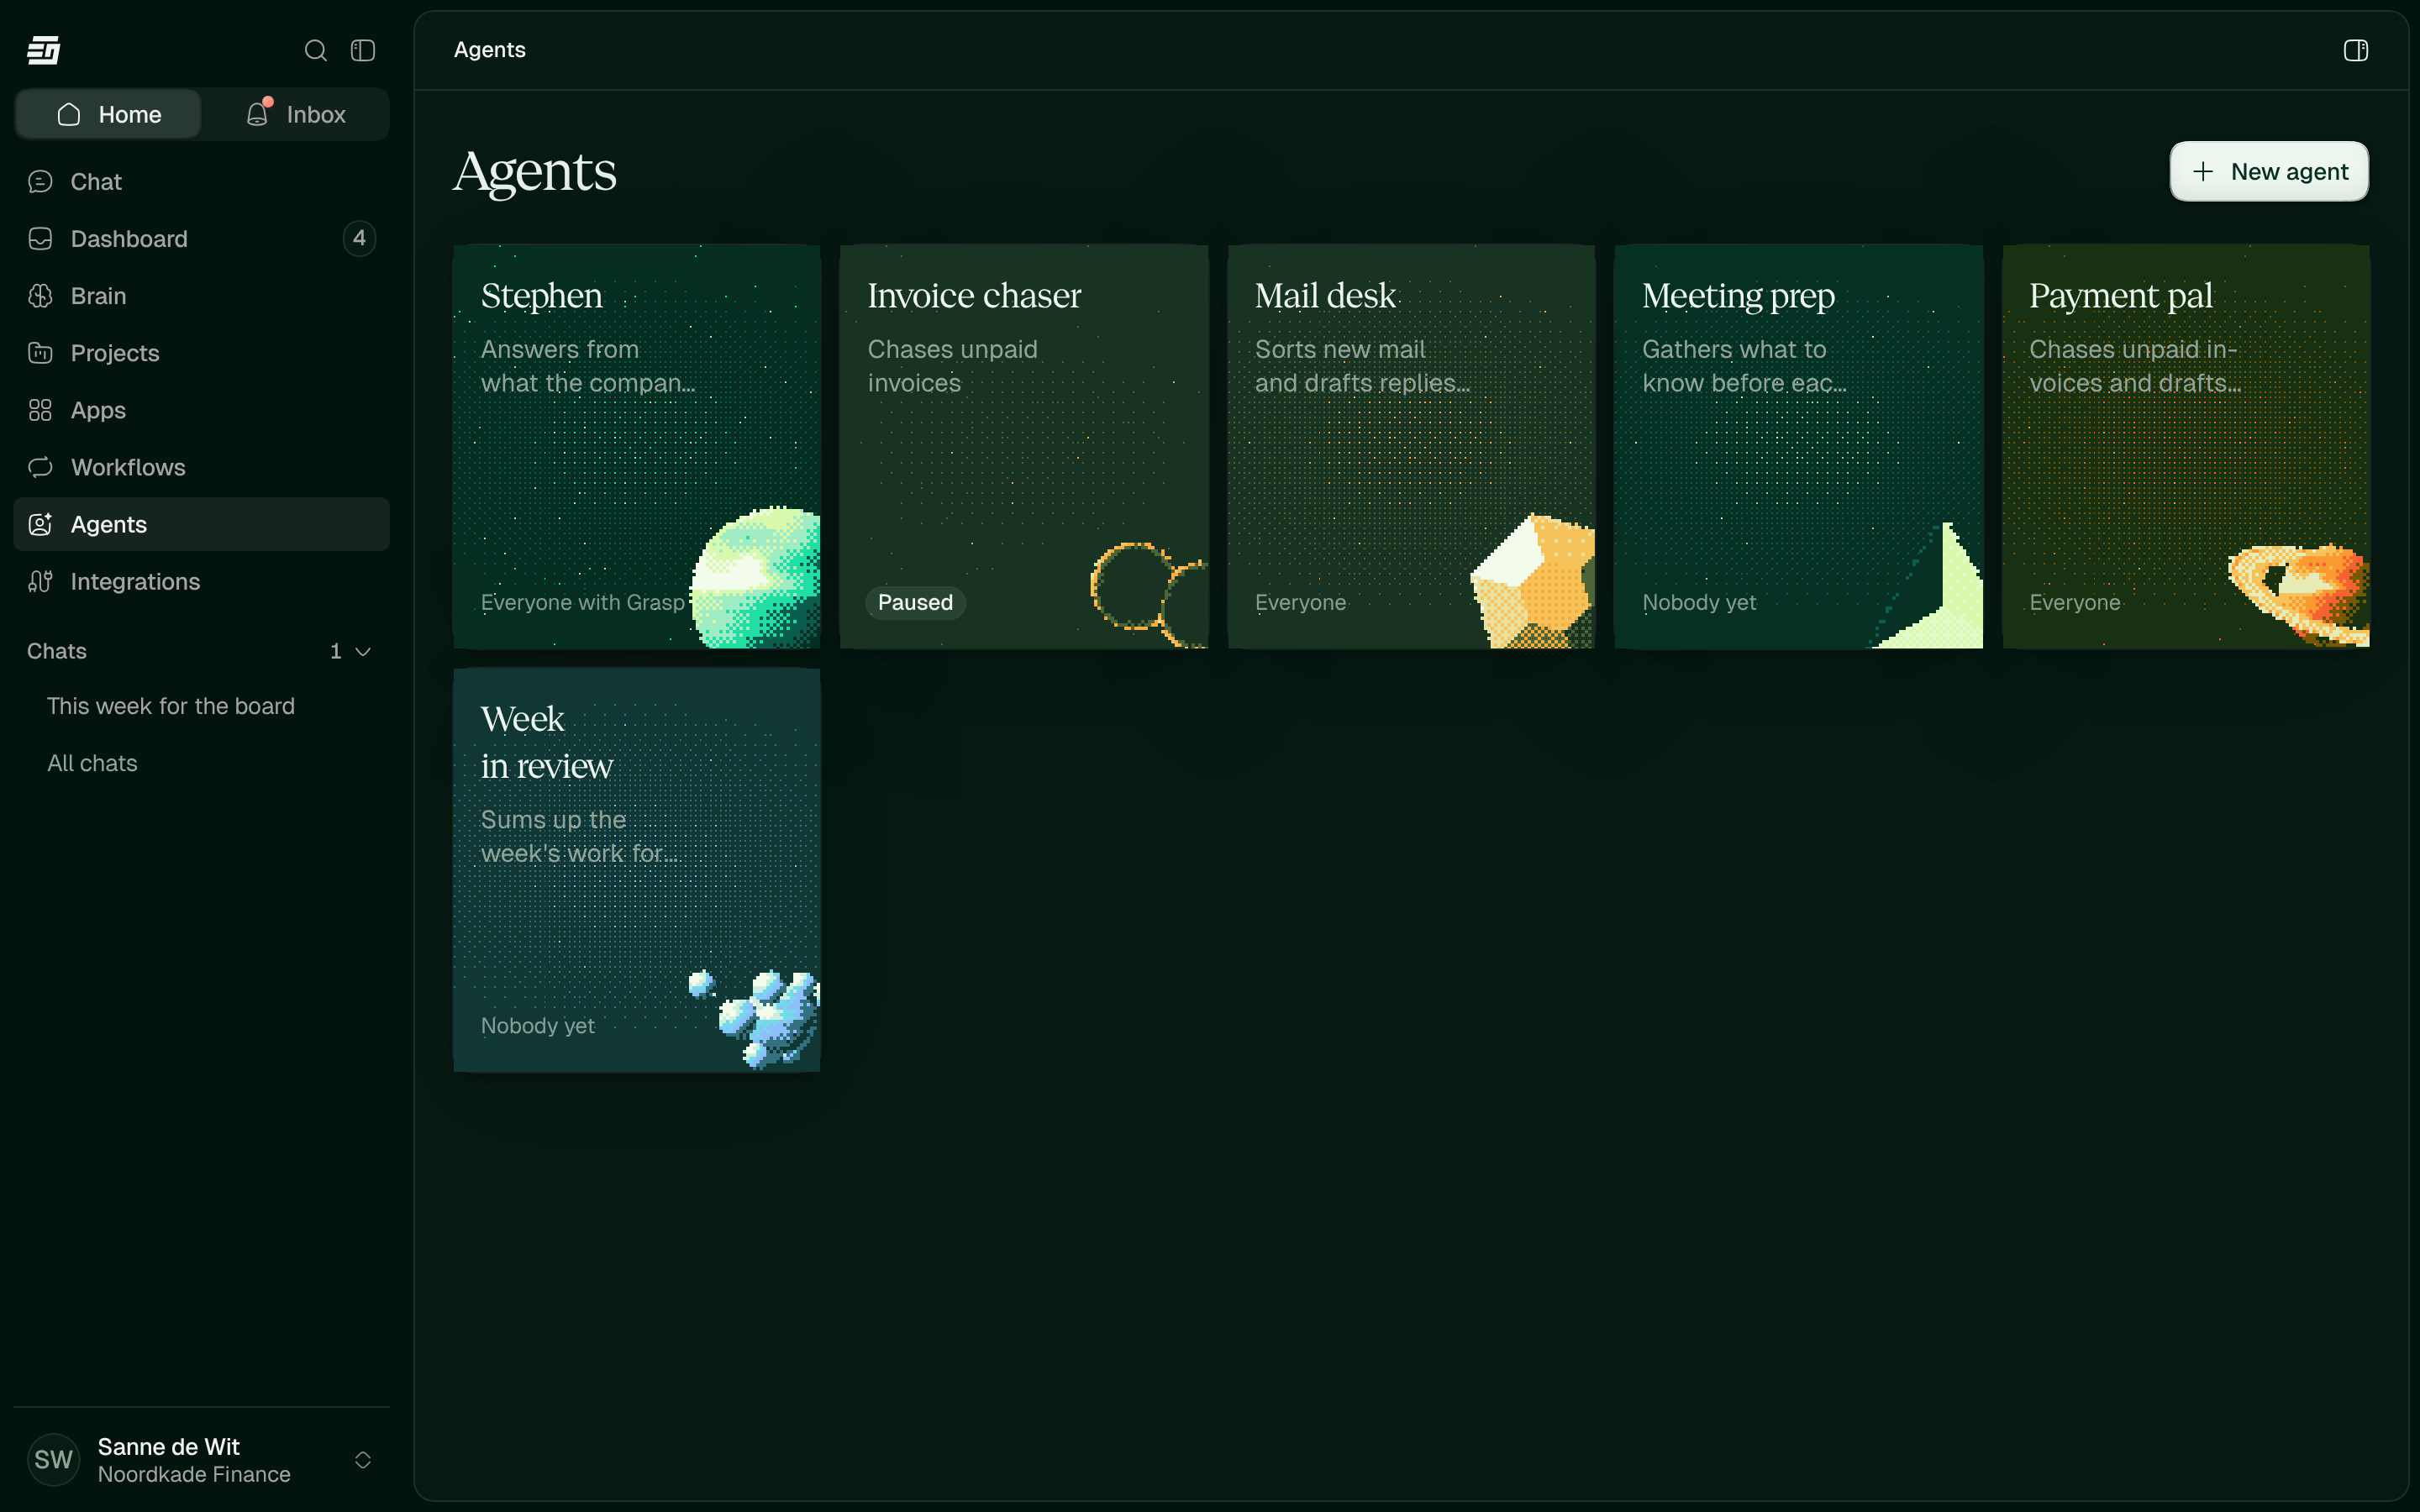 Home
Inbox
Chat
Dashboard
4
Brain
Projects
Apps
Workflows
Agents
Integrations
Chats
1
This week for the board
All chats
SW
Sanne de Wit
Noordkade Finance
Agents
Agents
New agent
Stephen
Answers from
what the compan...
Everyone with Grasp
Invoice chaser
Chases unpaid
invoices
Paused
Mail desk
Sorts new mail
and drafts replies...
Everyone
Meeting prep
Gathers what to
know before eac...
Nobody yet
Payment pal
Chases unpaid in-
voices and drafts...
Everyone
Week
in review
Sums up the
week's work for...
Nobody yet